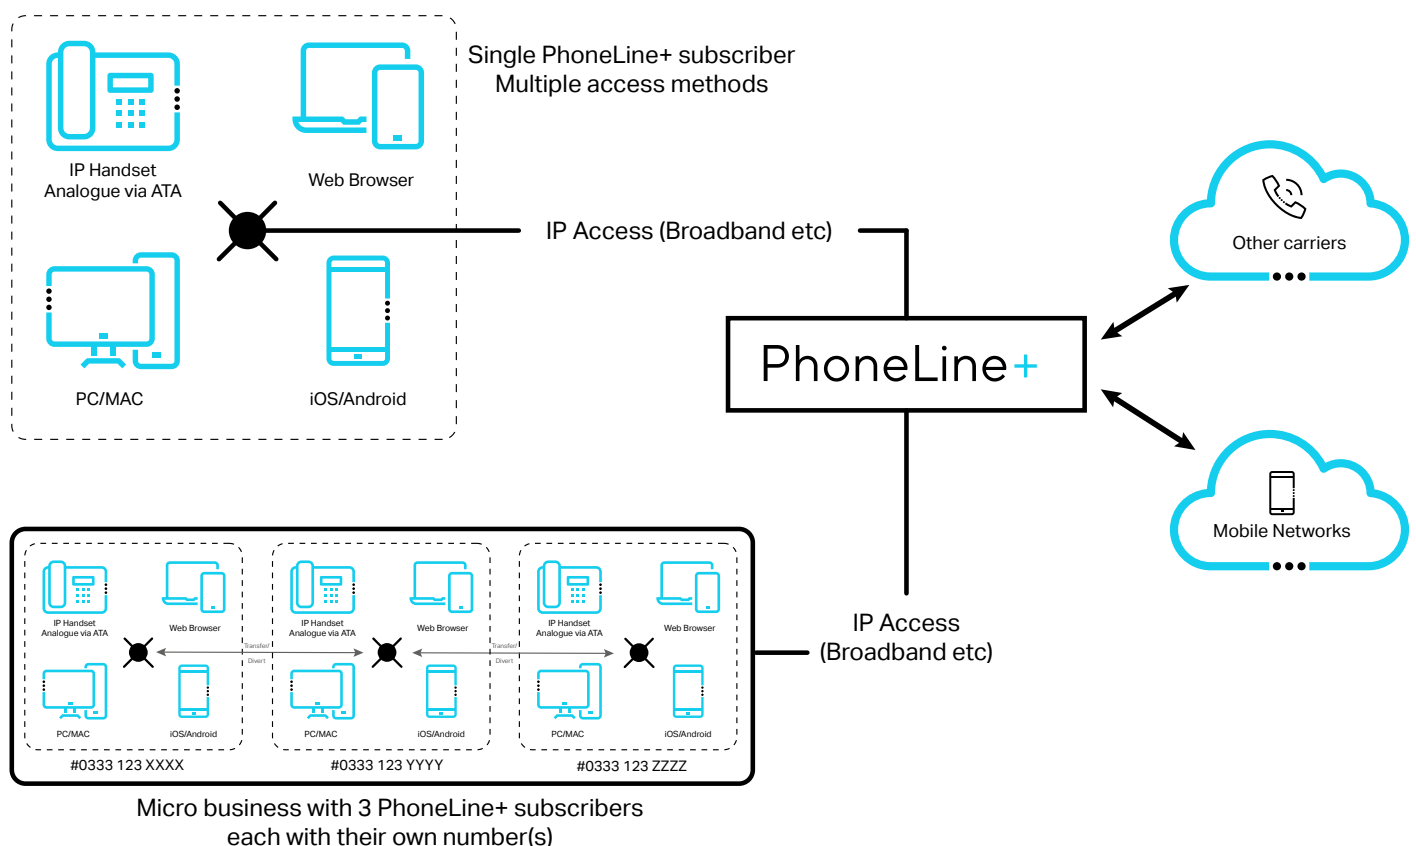 Single PhoneLine+ subscriber
Multiple access methods
IP Handset
Analogue via ATA
Web Browser
PC/MAC
iOS/Android
IP Access (Broadband etc)
PhoneLine+
Other carriers
Mobile Networks
IP Access
(Broadband etc)
IP Handset
Analogue via ATA
Web Browser
PC/MAC
iOS/Android
#0333 123 XXXX
Transfer/
Divert
IP Handset
Analogue via ATA
Web Browser
PC/MAC
iOS/Android
#0333 123 YYYY
Transfer/
Divert
IP Handset
Analogue via ATA
Web Browser
PC/MAC
iOS/Android
#0333 123 ZZZZ
Micro business with 3 PhoneLine+ subscribers
each with their own number(s)